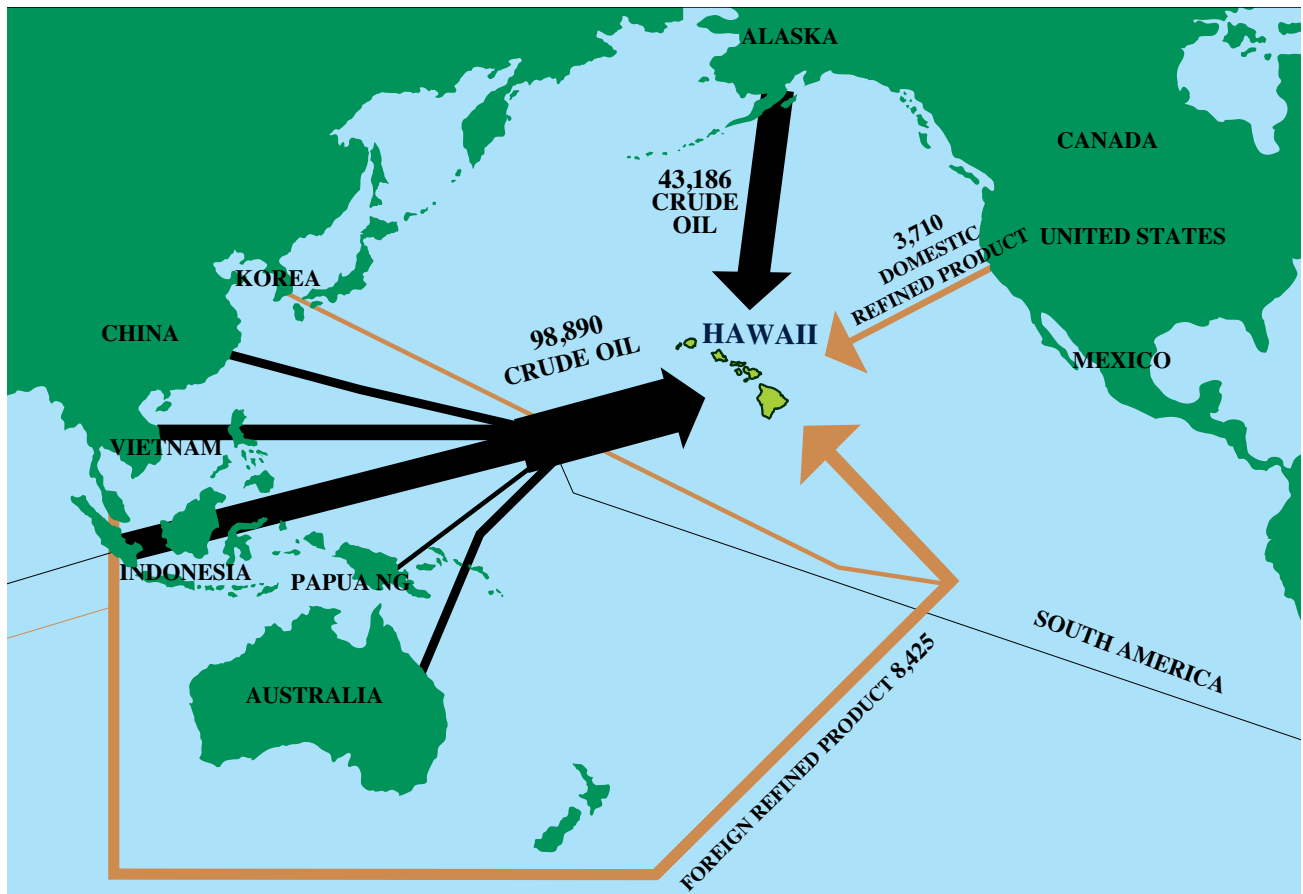 ALASKA
CANADA
43,186
CRUDE
OIL
3,710
DOMESTIC
REFINED PRODUCT
UNITED STATES
KOREA
CHINA
98,890
CRUDE OIL
HAWAII
MEXICO
VIETNAM
INDONESIA
PAPUA NG
SOUTH AMERICA
AUSTRALIA
FOREIGN REFINED PRODUCT 8,425